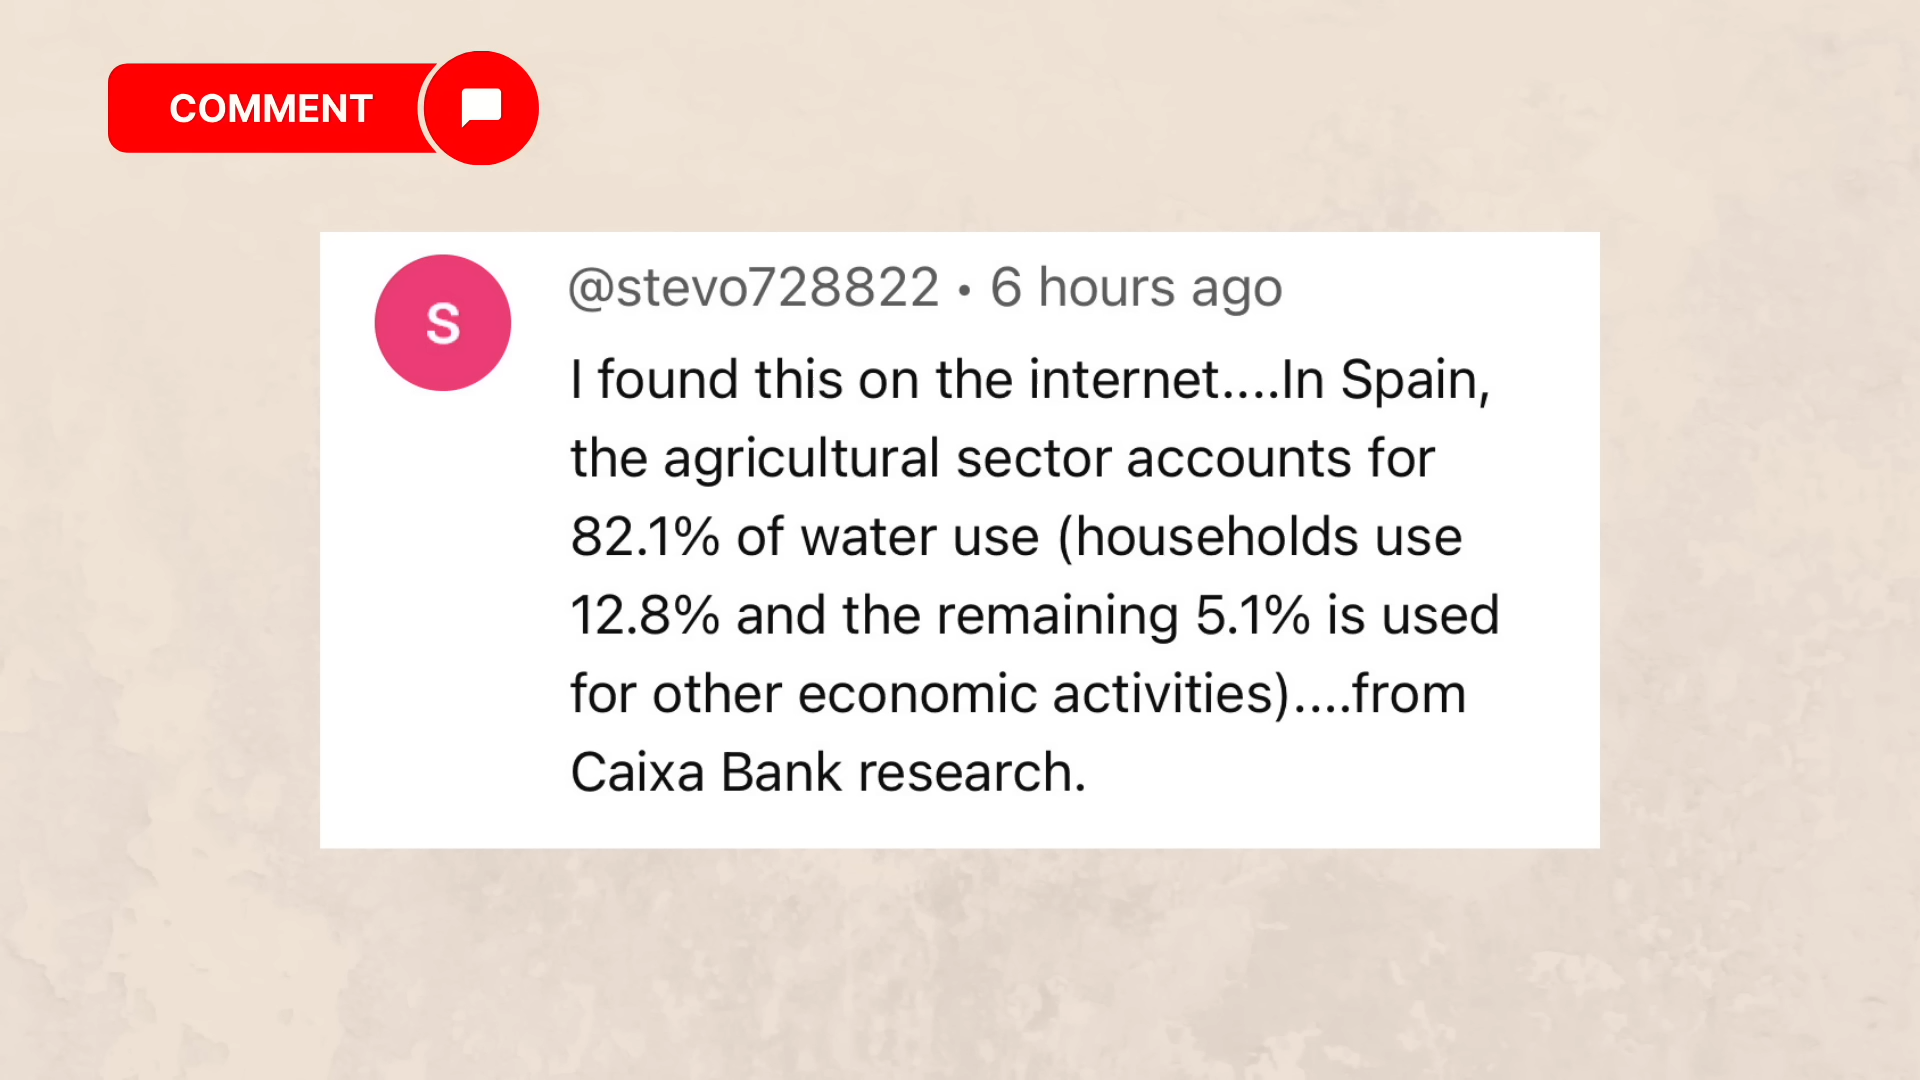 COMMENT
S
@stevo728822 • 6 hours ago
I found this on the internet....In Spain,
the agricultural sector accounts for
82.1% of water use (households use
12.8% and the remaining 5.1% is used
for other economic activities)....from
Caixa Bank research.